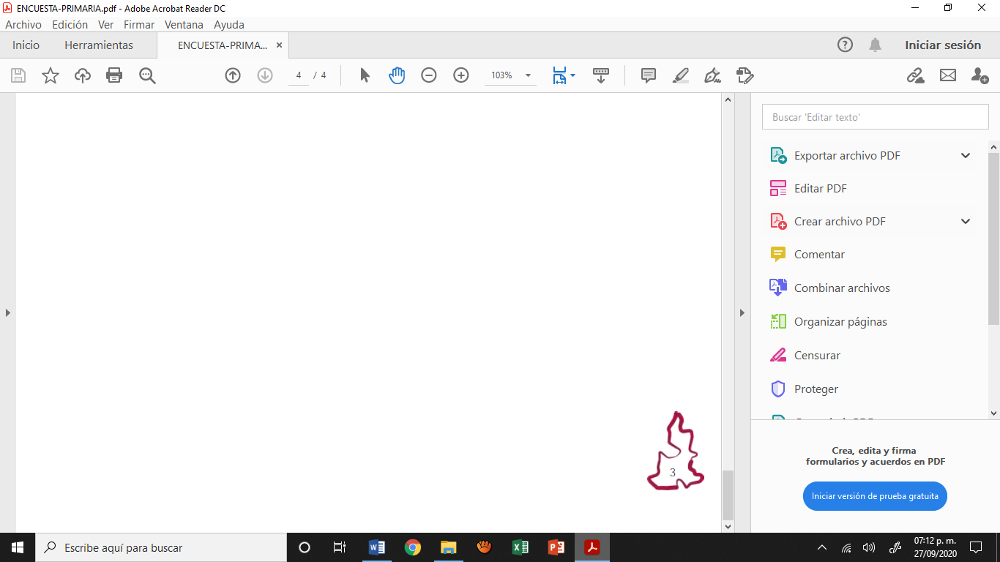 ENCUESTA-PRIMARIA.pdf - Adobe Acrobat Reader DC
Archivo Edición Ver Firmar Ventana Ayuda
Inicio Herramientas ENCUESTA-PRIMA... Iniciar sesión
4 / 4 103%
Buscar 'Editar texto'
Exportar archivo PDF
Editar PDF
Crear archivo PDF
Comentar
Combinar archivos
Organizar páginas
Censurar
Proteger
3
Crea, edita y firma
formularios y acuerdos en PDF
Iniciar versión de prueba gratuita
Escribe aquí para buscar
07:12 p. m.
27/09/2020